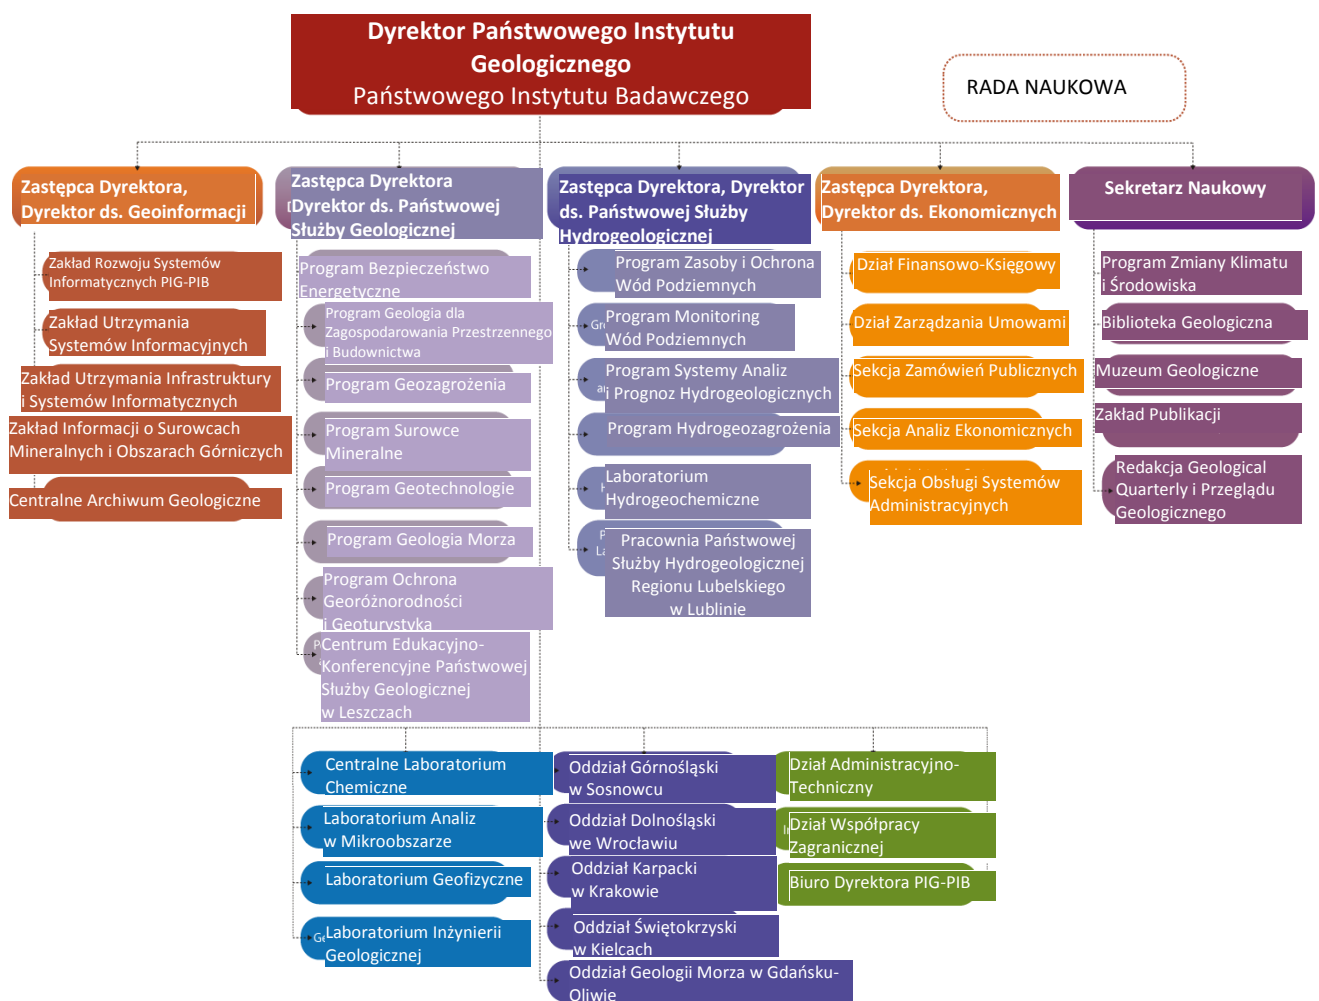 Dyrektor Państwowego Instytutu
Geologicznego
Państwowego Instytutu Badawczego
RADA NAUKOWA
Zastępca Dyrektora,
Dyrektor ds. Geoinformacji
Zakład Rozwoju Systemów
Informatycznych PIG-PIB
Zakład Utrzymania
Systemów Informacyjnych
Zakład Utrzymania Infrastruktury
i Systemów Informatycznych
Zakład Informacji o Surowcach
Mineralnych i Obszarach Górniczych
Centralne Archiwum Geologiczne
Zastępca Dyrektora
Dyrektor ds. Państwowej
Służby Geologicznej
Program Bezpieczeństwo
Energetyczne
Program Geologia dla
Zagospodarowania Przestrzennego
i Budownictwa
Program Geozagrożenia
Program Surowce
Mineralne
Program Geotechnologie
Program Geologia Morza
Program Ochrona
Georóżnorodności
i Geoturystyka
Centrum Edukacyjno-
Konferencyjne Państwowej
Służby Geologicznej
w Leszczach
Zastępca Dyrektora, Dyrektor
ds. Państwowej Służby
Hydrogeologicznej
Program Zasoby i Ochrona
Wód Podziemnych
Program Monitoring
Wód Podziemnych
Program Systemy Analiz
i Prognoz Hydrogeologicznych
Program Hydrogeozagrożenia
Laboratorium
Hydrogeochemiczne
Pracownia Państwowej
Służby Hydrogeologicznej
Regionu Lubelskiego
w Lublinie
Zastępca Dyrektora,
Dyrektor ds. Ekonomicznych
Dział Finansowo-Księgowy
Dział Zarządzania Umowami
Sekcja Zamówień Publicznych
Sekcja Analiz Ekonomicznych
Sekcja Obsługi Systemów
Administracyjnych
Sekretarz Naukowy
Program Zmiany Klimatu
i Środowiska
Biblioteka Geologiczna
Muzeum Geologiczne
Zakład Publikacji
Redakcja Geological
Quarterly i Przeglądu
Geologicznego
Centralne Laboratorium
Chemiczne
Laboratorium Analiz
w Mikroobszarze
Laboratorium Geofizyczne
Laboratorium Inżynierii
Geologicznej
Oddział Górnośląski
w Sosnowcu
Oddział Dolnośląski
we Wrocławiu
Oddział Karpacki
w Krakowie
Oddział Świętokrzyski
w Kielcach
Oddział Geologii Morza w Gdańsku-
Oliwie
Dział Administracyjno-
Techniczny
Dział Współpracy
Zagranicznej
Biuro Dyrektora PIG-PIB